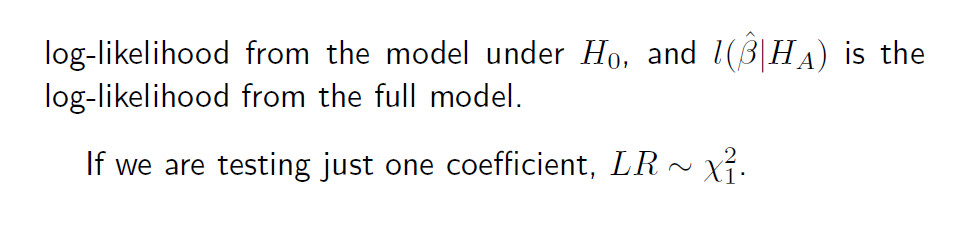 log-likelihood from the model under H₀, and l(β̂|H_A) is the
log-likelihood from the full model.
If we are testing just one coefficient, LR ∼ χ²₁.